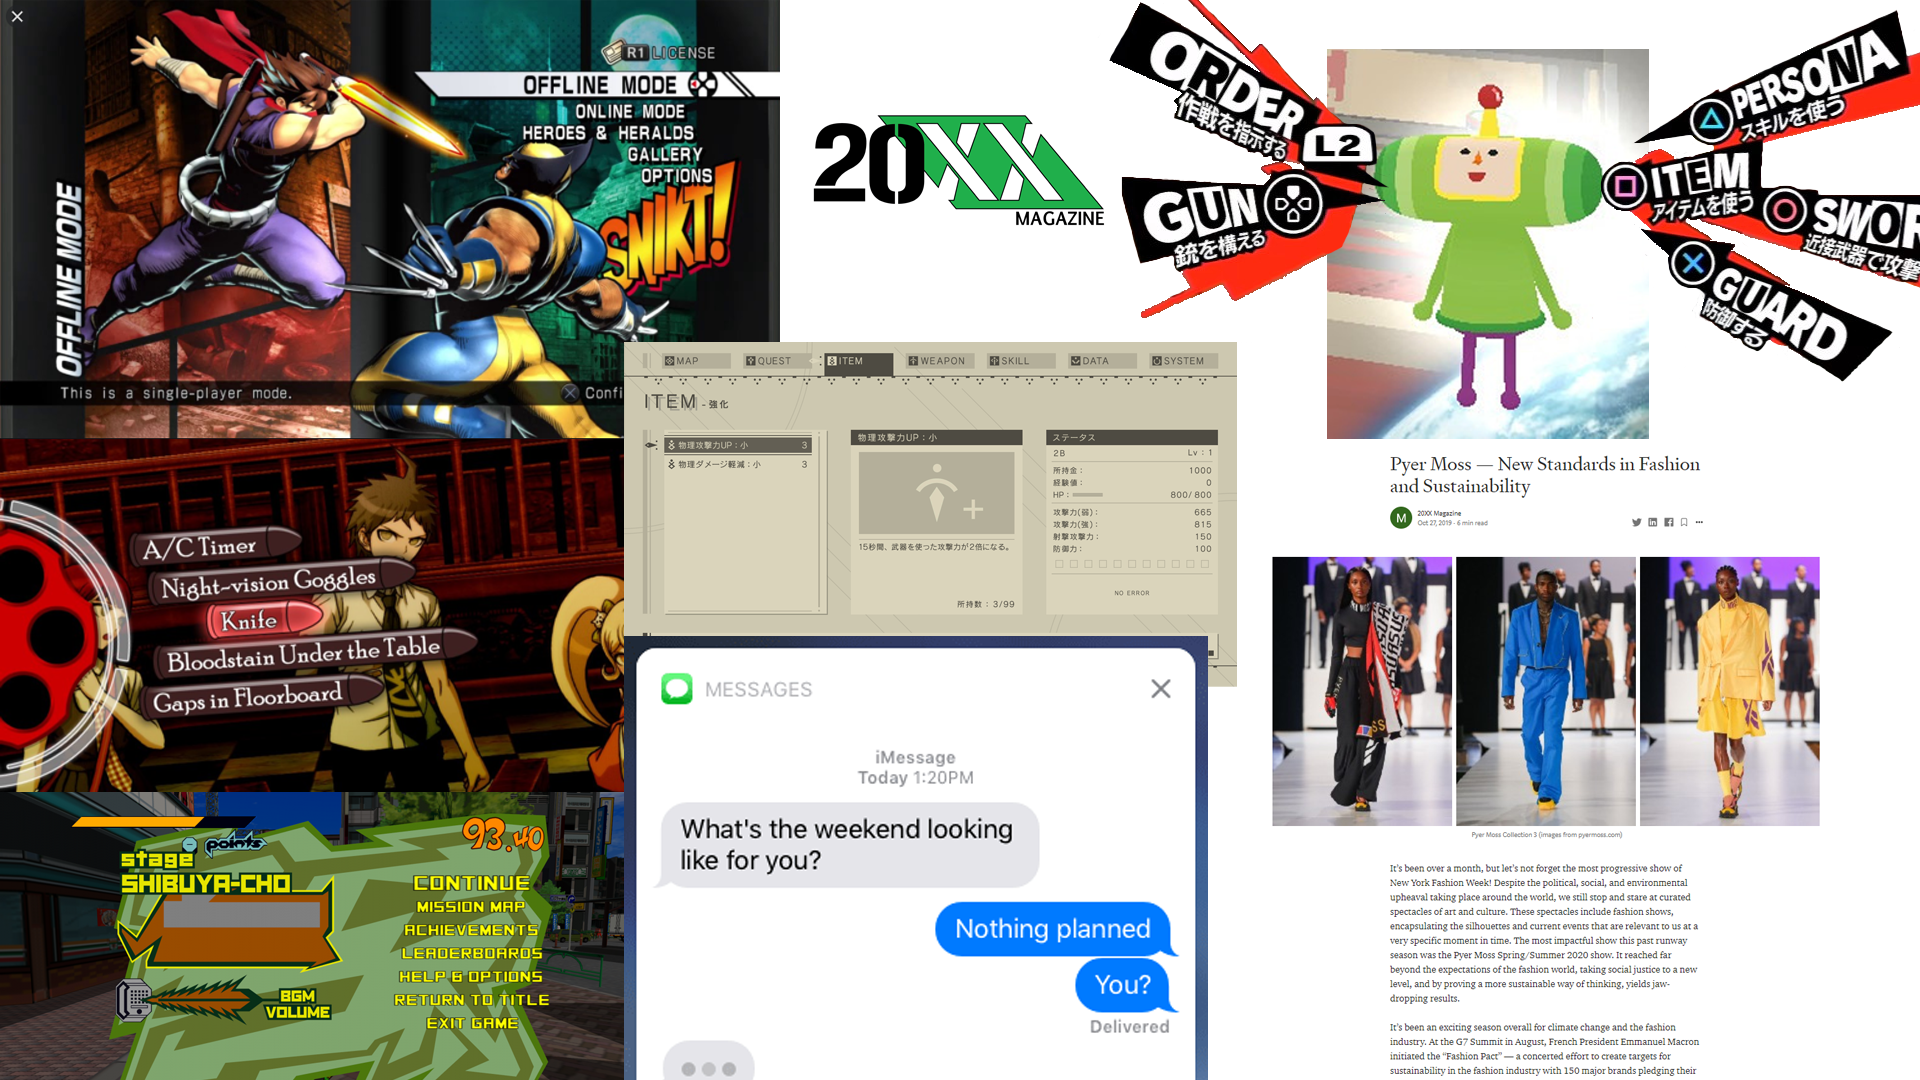 R1 LICENSE
OFFLINE MODE
ONLINE MODE
HEROES & HERALDS
GALLERY
OPTIONS
SNIKT!
OFFLINE MODE
This is a single-player mode.
Confi
20XX
MAGAZINE
ORDER
作戦を指示する
L2
GUN
銃を構える
PERSONA
スキルを使う
ITEM
アイテムを使う
SWOR
近接武器で攻撃
GUARD
防御する
MAP
QUEST
ITEM
WEAPON
SKILL
DATA
SYSTEM
ITEM - 強化
物理攻撃力UP：小 3
物理ダメージ軽減：小 3
物理攻撃力UP：小
15秒間、武器を使った攻撃力が2倍になる。
所持数：3/99
ステータス
2B Lv：1
所持金： 1000
経験値： 0
HP： 800/800
攻撃力(弱)： 665
攻撃力(強)： 815
射撃攻撃力： 150
防御力： 100
NO ERROR
A/C Timer
Night-vision Goggles
Knife
Bloodstain Under the Table
Gaps in Floorboard
93.40
points
stage
SHIBUYA-CHO
CONTINUE
MISSION MAP
ACHIEVEMENTS
LEADERBOARDS
HELP & OPTIONS
RETURN TO TITLE
EXIT GAME
BGM
VOLUME
MESSAGES
iMessage
Today 1:20PM
What's the weekend looking
like for you?
Nothing planned
You?
Delivered
Pyer Moss — New Standards in Fashion
and Sustainability
M
20XX Magazine
Oct 27, 2019 · 6 min read
Pyer Moss Collection 3 (images from pyermoss.com)
It's been over a month, but let's not forget the most progressive show of
New York Fashion Week! Despite the political, social, and environmental
upheaval taking place around the world, we still stop and stare at curated
spectacles of art and culture. These spectacles include fashion shows,
encapsulating the silhouettes and current events that are relevant to us at a
very specific moment in time. The most impactful show this past runway
season was the Pyer Moss Spring/Summer 2020 show. It reached far
beyond the expectations of the fashion world, taking social justice to a new
level, and by proving a more sustainable way of thinking, yields jaw-
dropping results.
It's been an exciting season overall for climate change and the fashion
industry. At the G7 Summit in August, French President Emmanuel Macron
initiated the “Fashion Pact” — a concerted effort to create targets for
sustainability in the fashion industry with 150 major brands pledging their